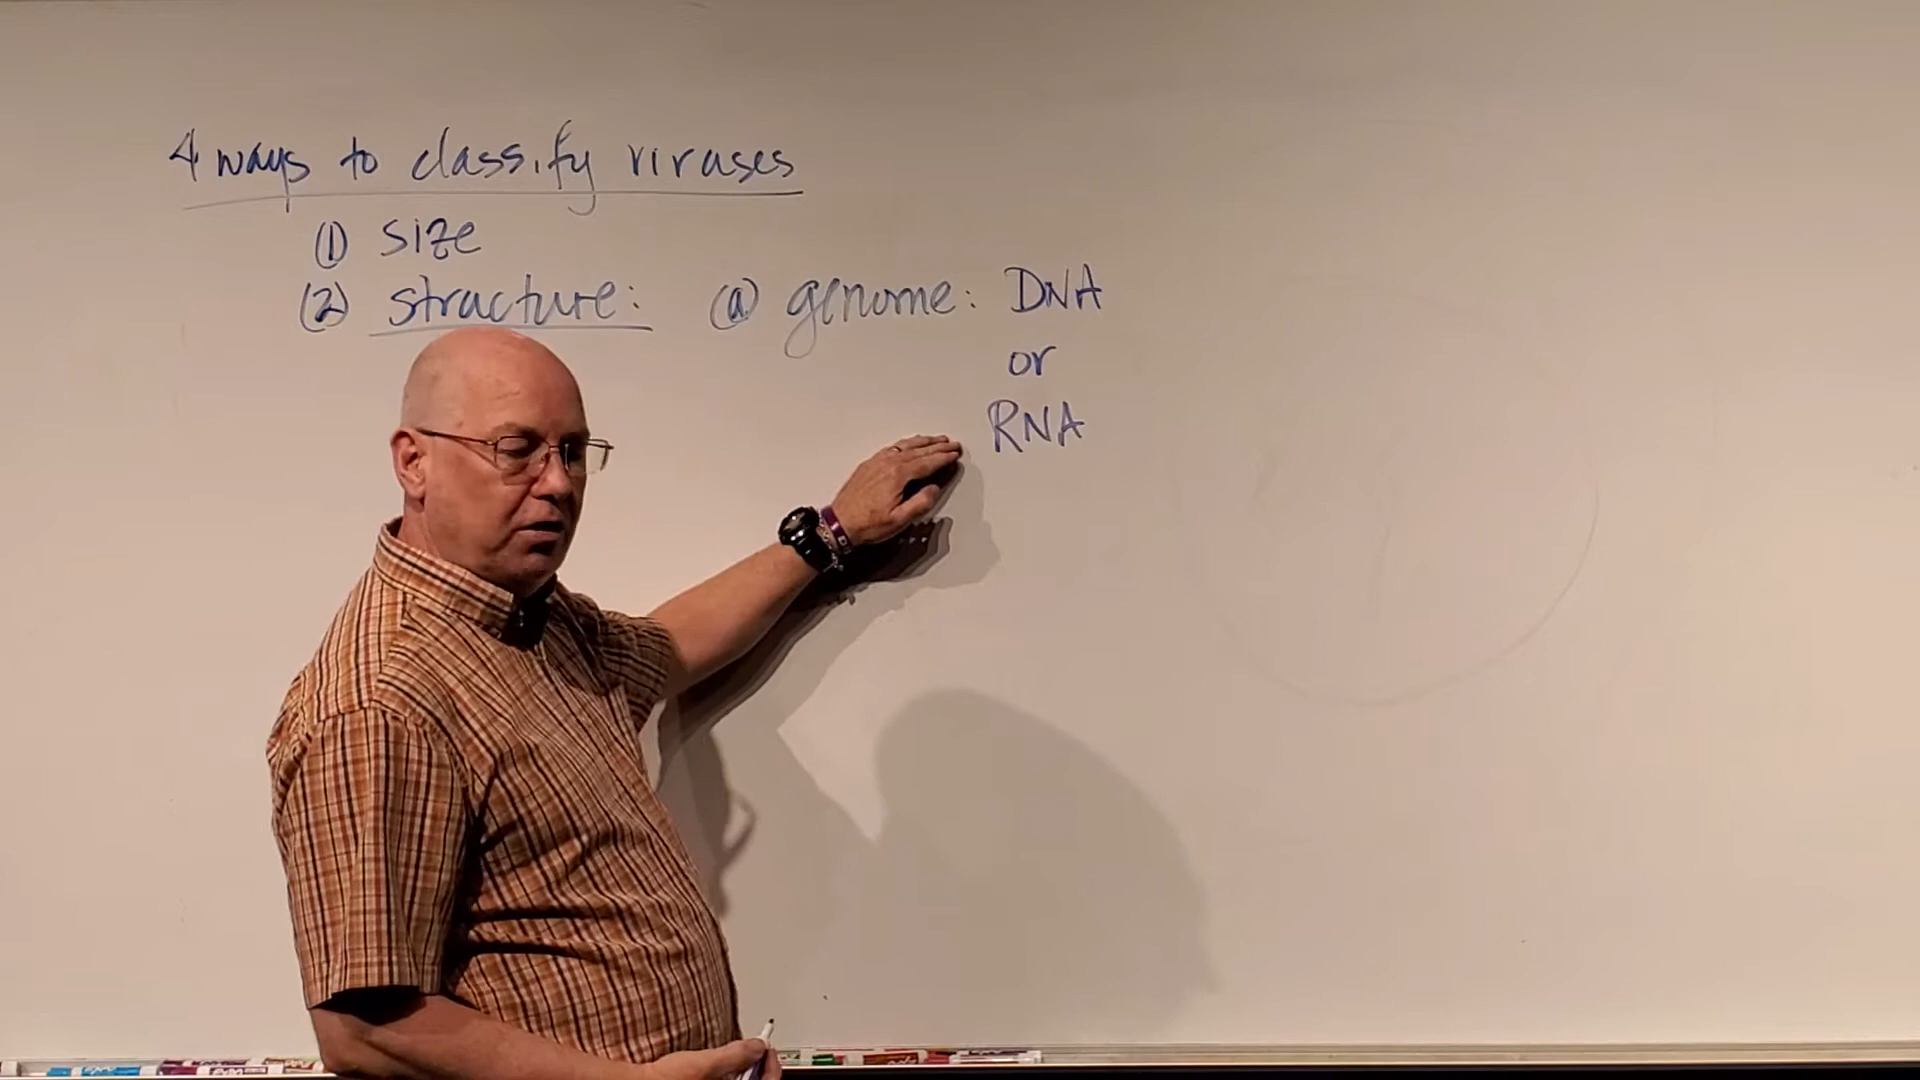 4 ways to classify viruses
① size
② structure: ⓐ genome: DNA
or
RNA